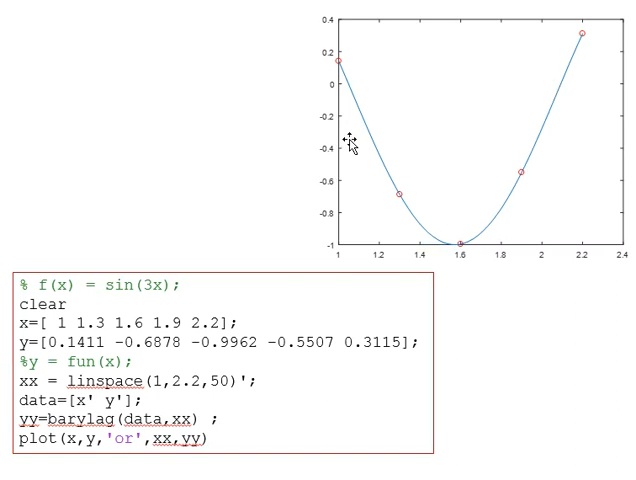 0.4
0.2
0
-0.2
-0.4
-0.6
-0.8
-1
1 1.2 1.4 1.6 1.8 2 2.2 2.4
% f(x) = sin(3x);
clear
x=[ 1 1.3 1.6 1.9 2.2];
y=[0.1411 -0.6878 -0.9962 -0.5507 0.3115];
%y = fun(x);
xx = linspace(1,2.2,50)';
data=[x' y'];
yy=barylag(data,xx) ;
plot(x,y,'or',xx,yy)